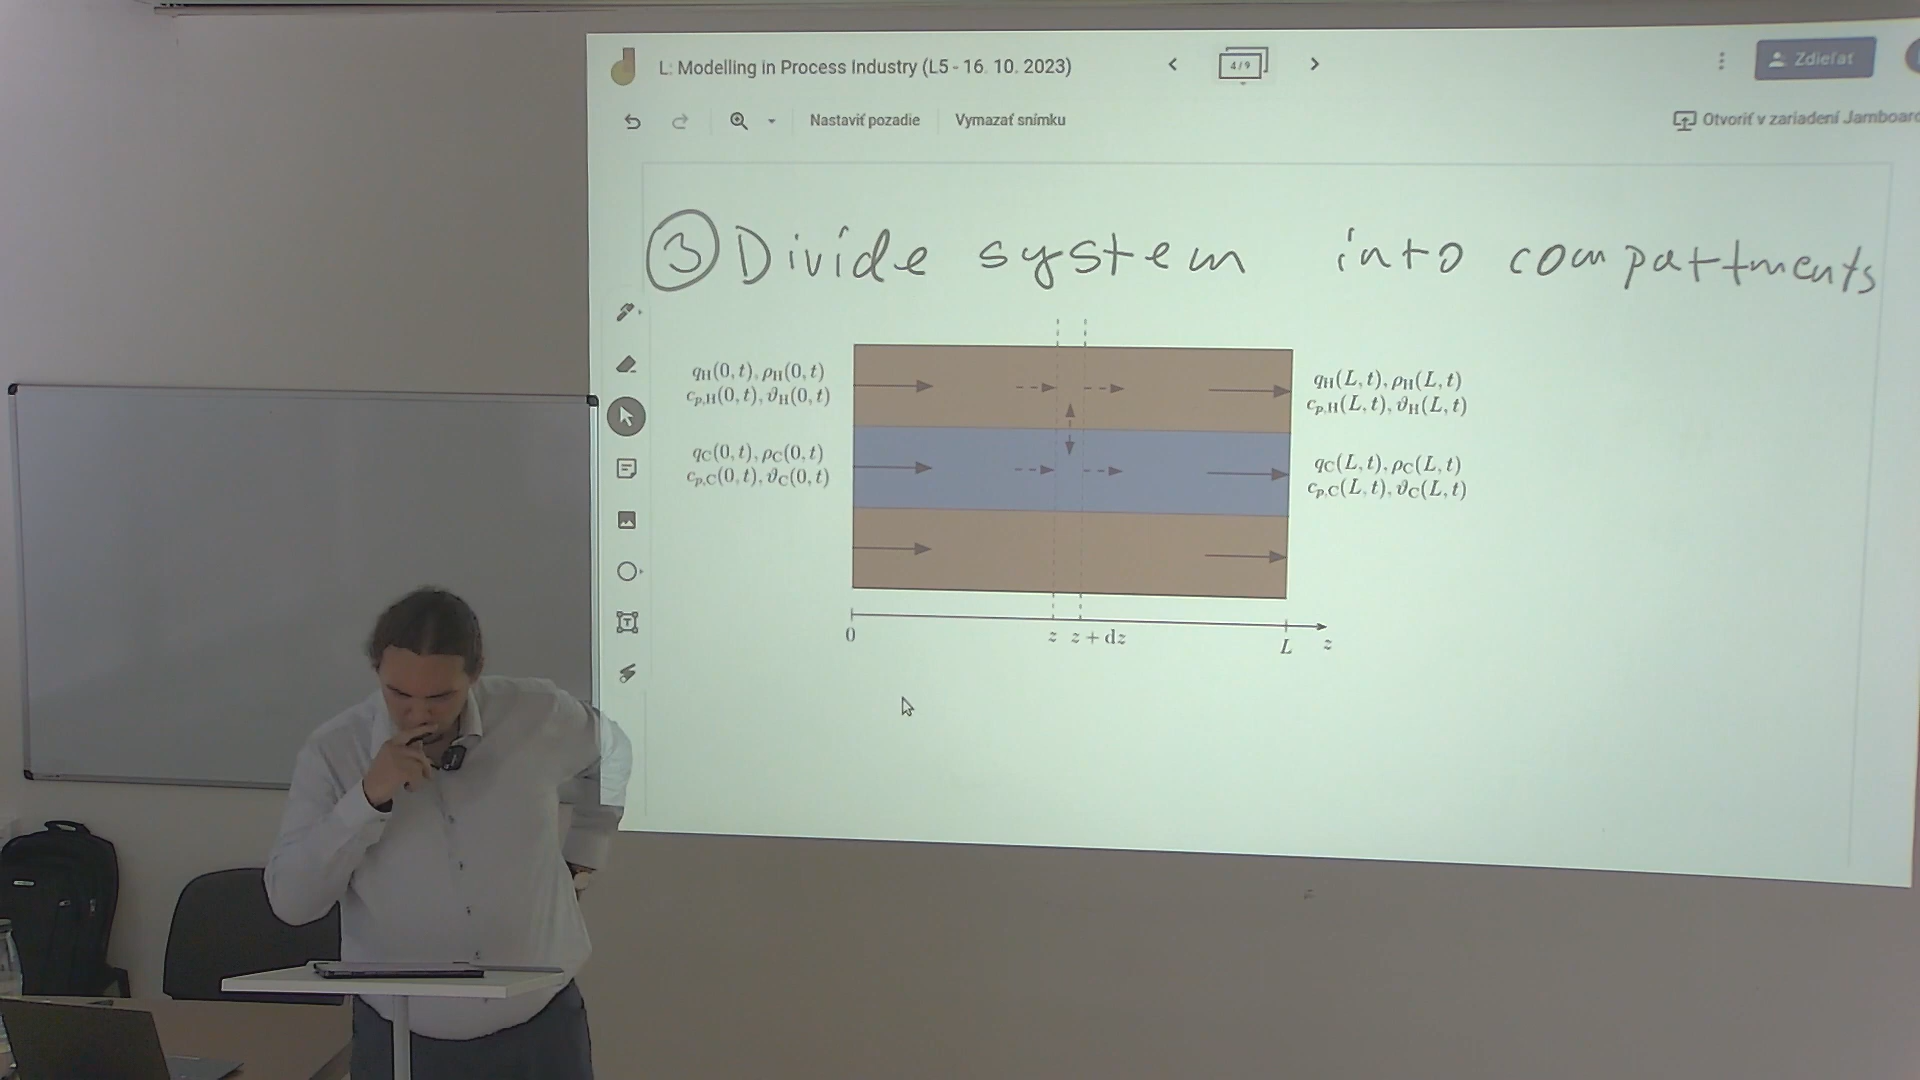 L: Modelling in Process Industry (L5 - 16. 10. 2023)
4/9
Zdieľať
Nastaviť pozadie
Vymazať snímku
Otvoriť v zariadení Jamboard
③ Divide system into compattments
qH(0, t), ρH(0, t)
cp,H(0, t), ϑH(0, t)
qH(L, t), ρH(L, t)
cp,H(L, t), ϑH(L, t)
qC(0, t), ρC(0, t)
cp,C(0, t), ϑC(0, t)
qC(L, t), ρC(L, t)
cp,C(L, t), ϑC(L, t)
0 z z + dz L z